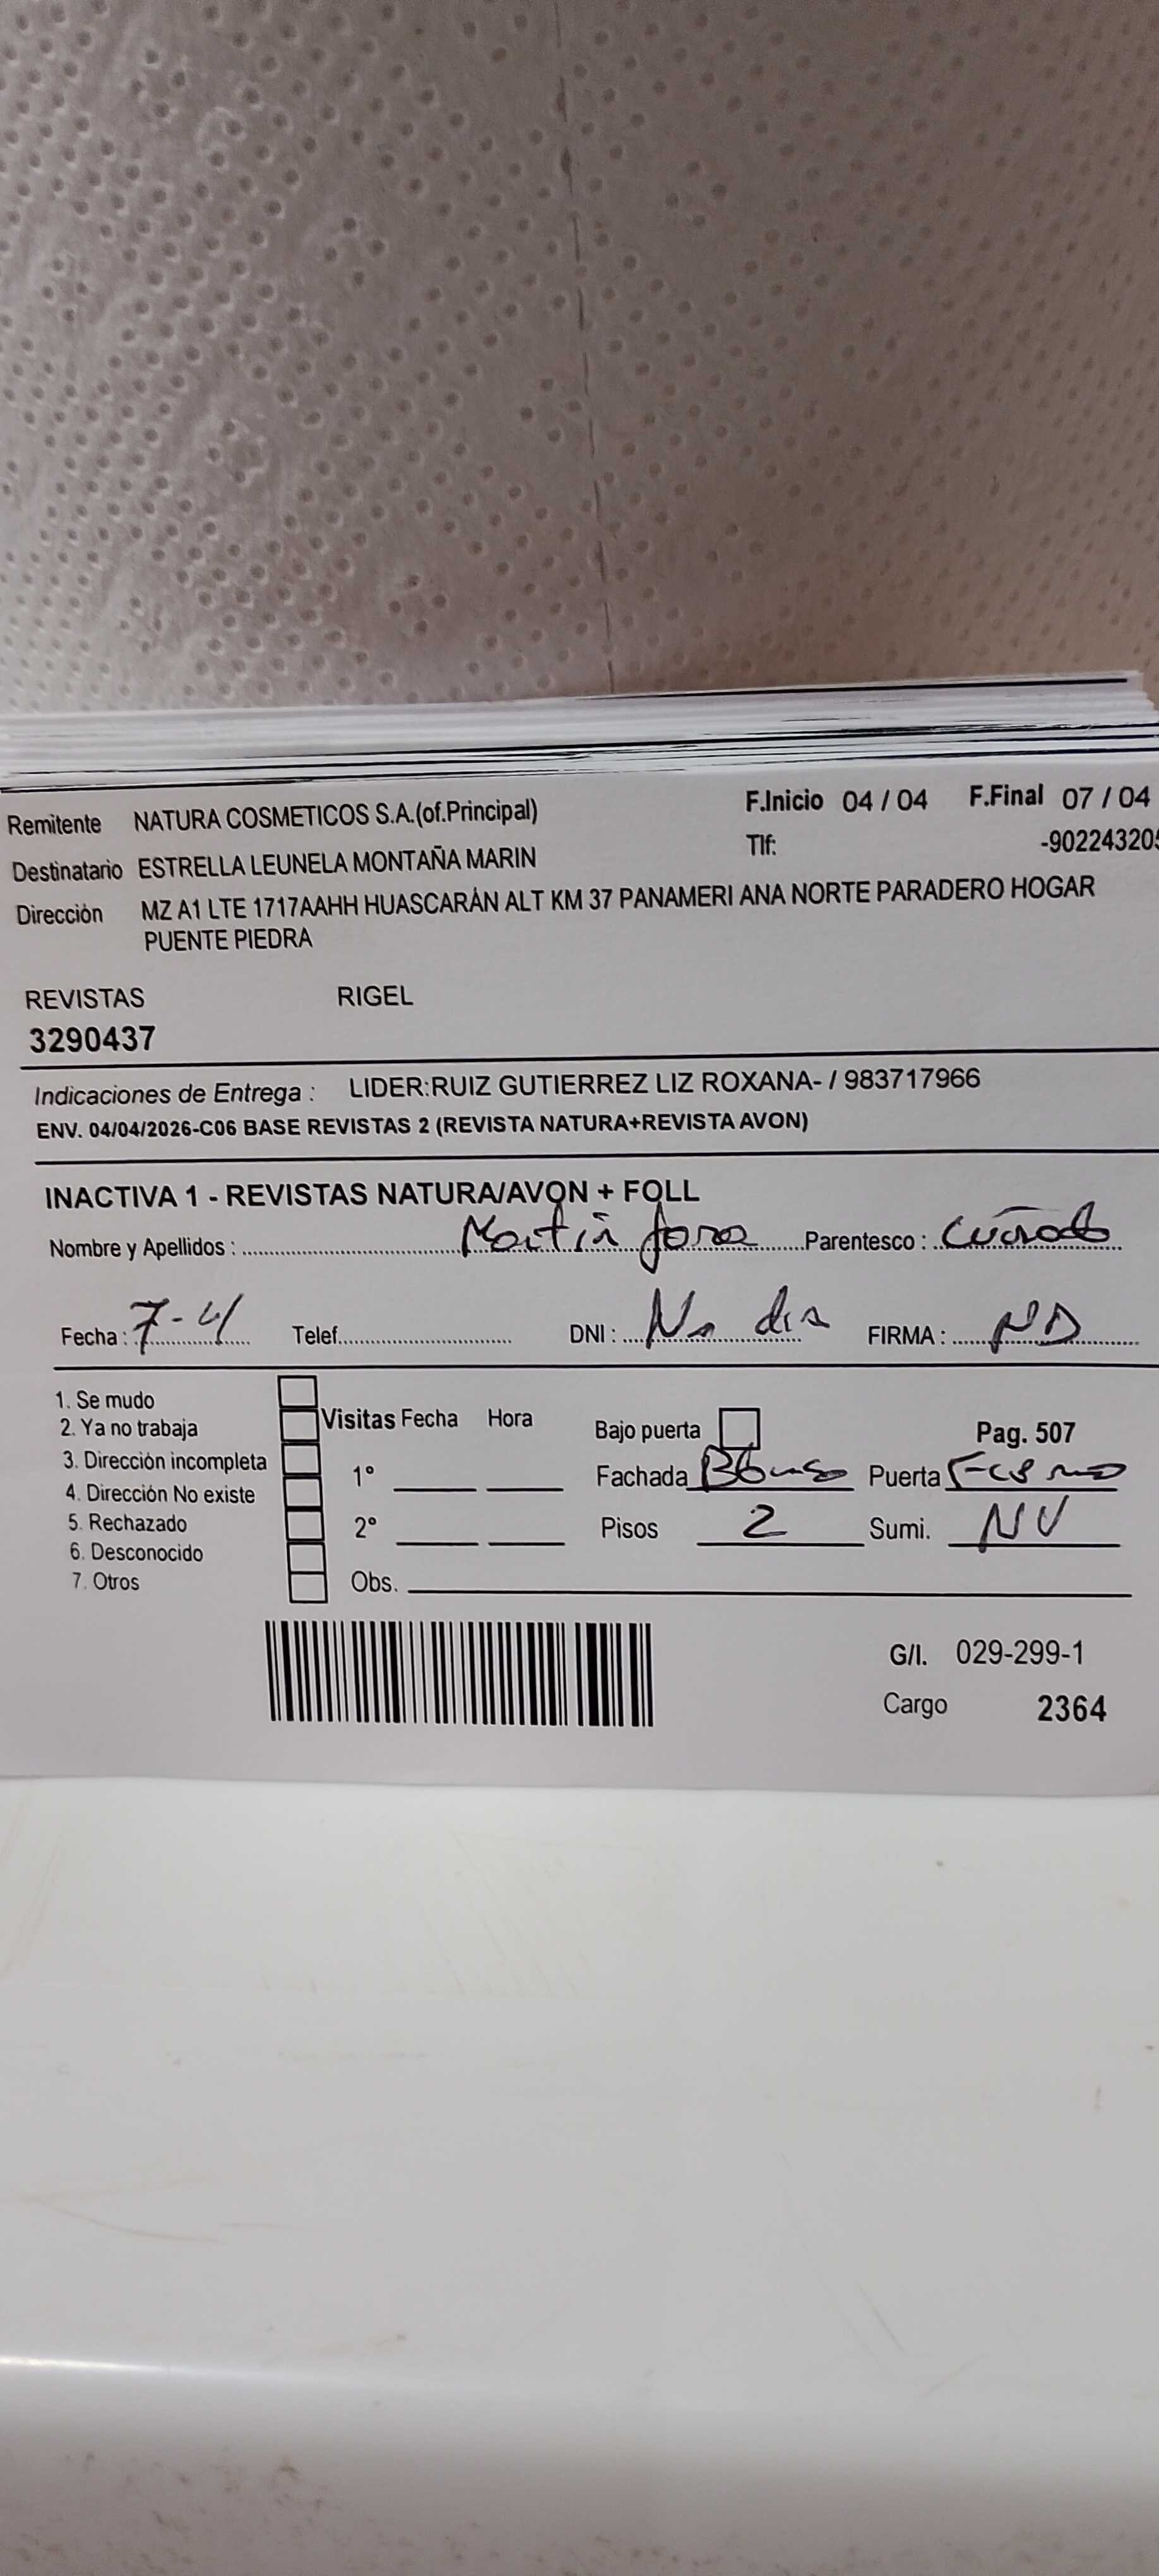 Remitente NATURA COSMETICOS S.A.(of.Principal) F.Inicio 04 / 04 F.Final 07 / 04
Destinatario ESTRELLA LEUNELA MONTAÑA MARIN Tlf: -90224320
Dirección MZ A1 LTE 1717AAHH HUASCARÁN ALT KM 37 PANAMERI ANA NORTE PARADERO HOGAR
PUENTE PIEDRA
REVISTAS RIGEL
3290437
Indicaciones de Entrega : LIDER:RUIZ GUTIERREZ LIZ ROXANA- / 983717966
ENV. 04/04/2026-C06 BASE REVISTAS 2 (REVISTA NATURA+REVISTA AVON)
INACTIVA 1 - REVISTAS NATURA/AVON + FOLL
Nombre y Apellidos : Martin Parentesco : Cuñado
Fecha : 7-4 Telef. DNI : No dia FIRMA : ND
1. Se mudo
2. Ya no trabaja
3. Dirección incompleta
4. Dirección No existe
5. Rechazado
6. Desconocido
7. Otros
Visitas Fecha Hora
1°
2°
Obs.
Bajo puerta Pag. 507
Fachada Puerta
Pisos 2 Sumi. NV
G/I. 029-299-1
Cargo 2364